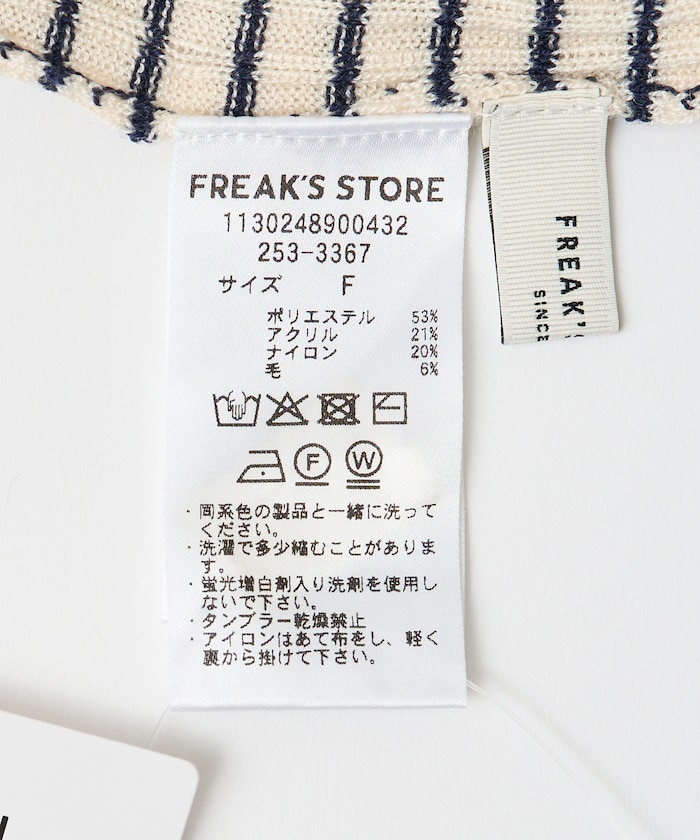 FREAK'S STORE
1130248900432
253-3367
サイズ F
ポリエステル 53%
アクリル 21%
ナイロン 20%
毛 6%
F W
・同系色の製品と一緒に洗って
ください。
・洗濯で多少縮むことがありま
す。
・蛍光増白剤入り洗剤を使用し
ないで下さい。
・タンブラー乾燥禁止
・アイロンはあて布をし、軽く
裏から掛けて下さい。
FREAK'S
SINCE